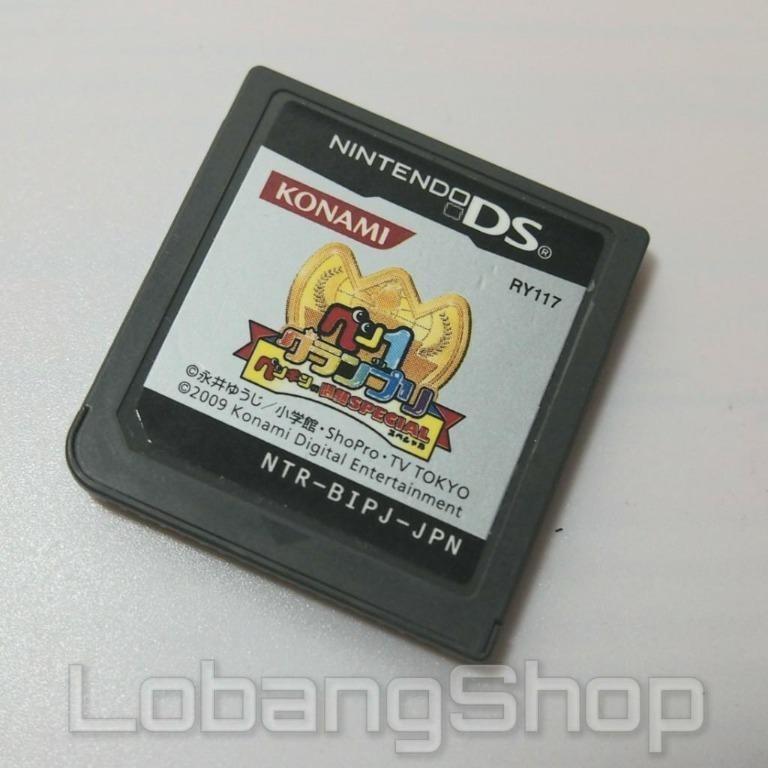 NINTENDO DS®
KONAMI
RY117
ペン1
グランプリ
ペンギンの問題SPECIAL
スペシャル
©永井ゆうじ/小学館・ShoPro・TV TOKYO
©2009 Konami Digital Entertainment
NTR-BIPJ-JPN
LobangShop